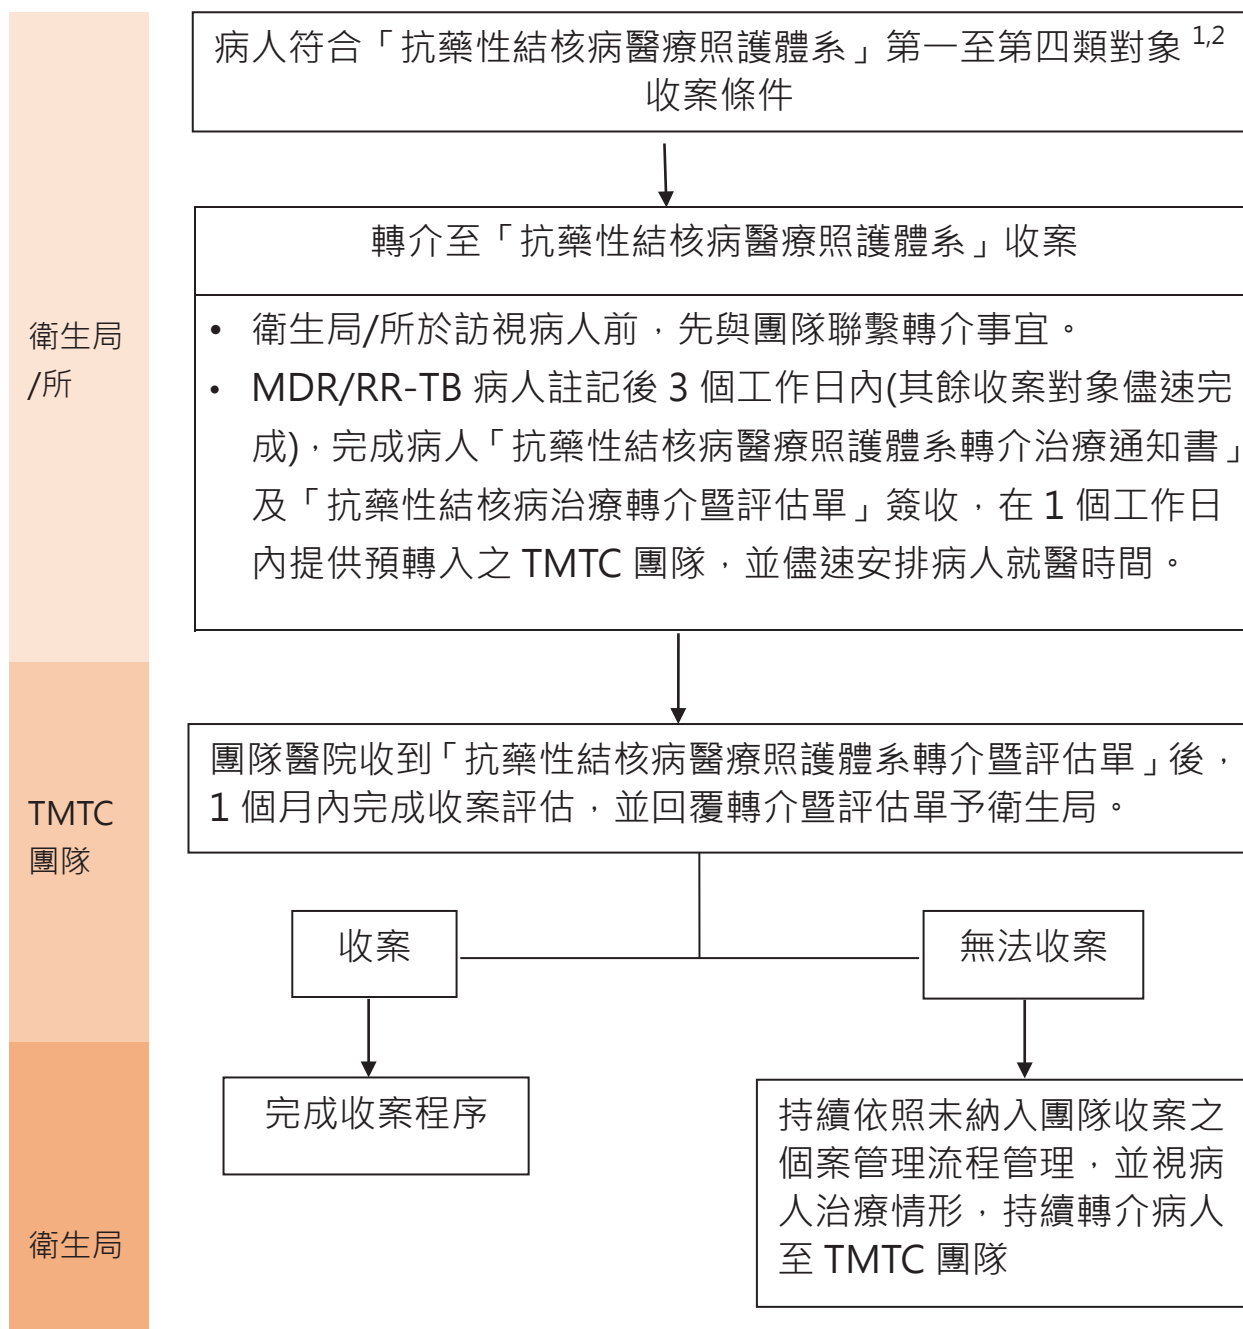 病人符合「抗藥性結核病醫療照護體系」第一至第四類對象 1,2
收案條件
轉介至「抗藥性結核病醫療照護體系」收案
衛生局
/所
• 衛生局/所於訪視病人前，先與團隊聯繫轉介事宜。
• MDR/RR-TB 病人註記後 3 個工作日內(其餘收案對象儘速完
成)，完成病人「抗藥性結核病醫療照護體系轉介治療通知書」
及「抗藥性結核病治療轉介暨評估單」簽收，在 1 個工作日
內提供預轉入之 TMTC 團隊，並儘速安排病人就醫時間。
TMTC
團隊
團隊醫院收到「抗藥性結核病醫療照護體系轉介暨評估單」後，
1 個月內完成收案評估，並回覆轉介暨評估單予衛生局。
收案
無法收案
衛生局
完成收案程序
持續依照未納入團隊收案之
個案管理流程管理，並視病
人治療情形，持續轉介病人
至 TMTC 團隊